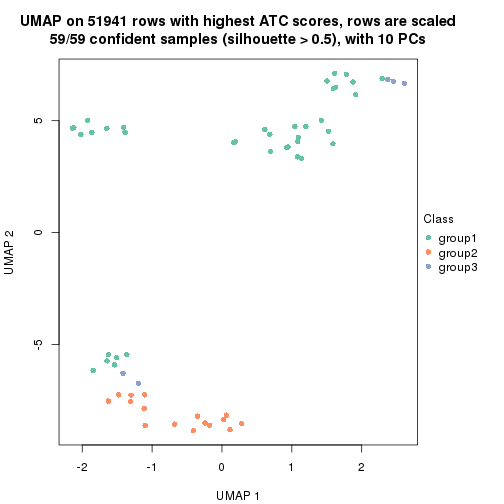 UMAP on 51941 rows with highest ATC scores, rows are scaled
59/59 confident samples (silhouette > 0.5), with 10 PCs
5
0
-5
UMAP 2
-2
-1
0
1
2
UMAP 1
Class
group1
group2
group3